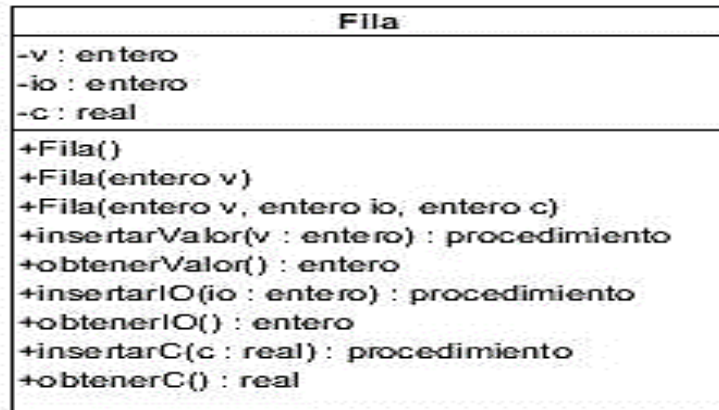 Fila
-v : entero
-io : entero
-c : real
+Fila()
+Fila(entero v)
+Fila(entero v, entero io, entero c)
+insertarValor(v : entero) : procedimiento
+obtenerValor() : entero
+insertarIO(io : entero) : procedimiento
+obtenerIO() : entero
+insertarC(c : real) : procedimiento
+obtenerC() : real